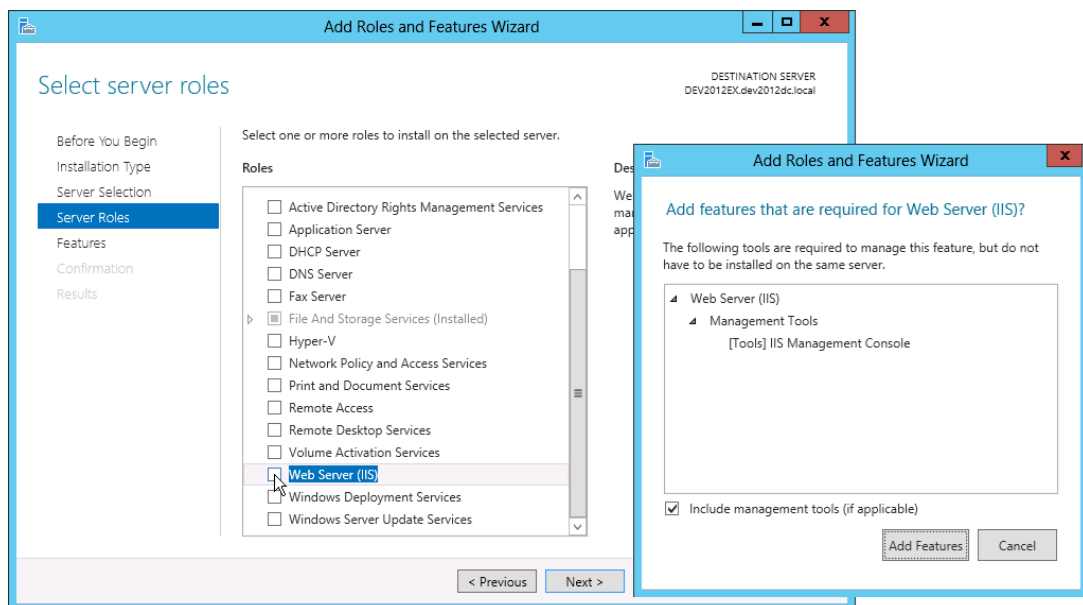 Add Roles and Features Wizard
Select server roles
DESTINATION SERVER
DEV2012EX.dev2012dc.local
Before You Begin
Installation Type
Server Selection
Server Roles
Features
Confirmation
Results
Select one or more roles to install on the selected server.
Roles
Active Directory Rights Management Services
Application Server
DHCP Server
DNS Server
Fax Server
File And Storage Services (Installed)
Hyper-V
Network Policy and Access Services
Print and Document Services
Remote Access
Remote Desktop Services
Volume Activation Services
Web Server (IIS)
Windows Deployment Services
Windows Server Update Services
Des
We
mar
app
< Previous
Next >
Add Roles and Features Wizard
Add features that are required for Web Server (IIS)?
The following tools are required to manage this feature, but do not
have to be installed on the same server.
Web Server (IIS)
Management Tools
[Tools] IIS Management Console
Include management tools (if applicable)
Add Features
Cancel